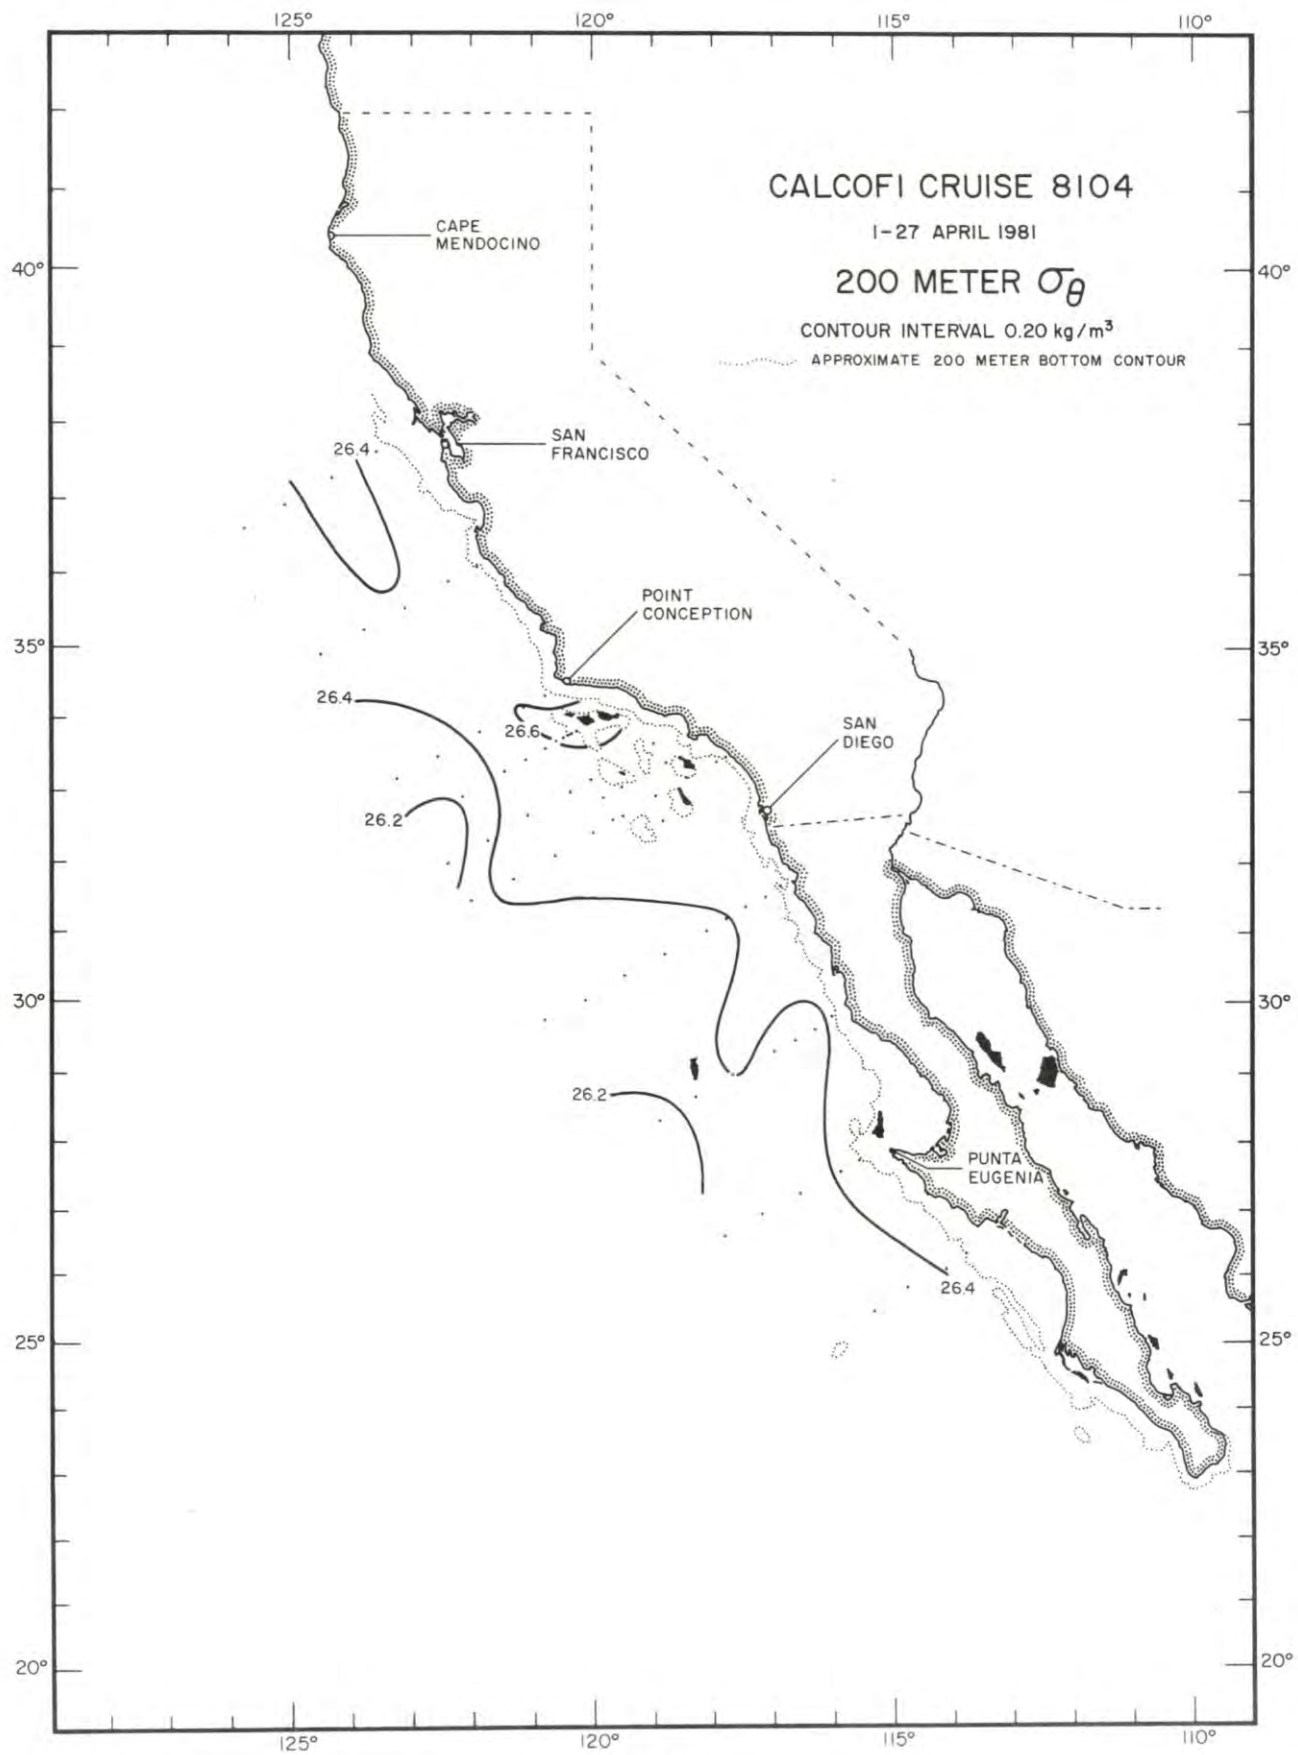 125° 120° 115° 110°
CALCOFI CRUISE 8104
1-27 APRIL 1981
CAPE
MENDOCINO
40° 40°
200 METER σθ
CONTOUR INTERVAL 0.20 kg/m³
APPROXIMATE 200 METER BOTTOM CONTOUR
SAN
FRANCISCO
26.4
POINT
CONCEPTION
35° 35°
26.4
26.6
SAN
DIEGO
26.2
30° 30°
26.2
PUNTA
EUGENIA
26.4
25° 25°
20° 20°
125° 120° 115° 110°